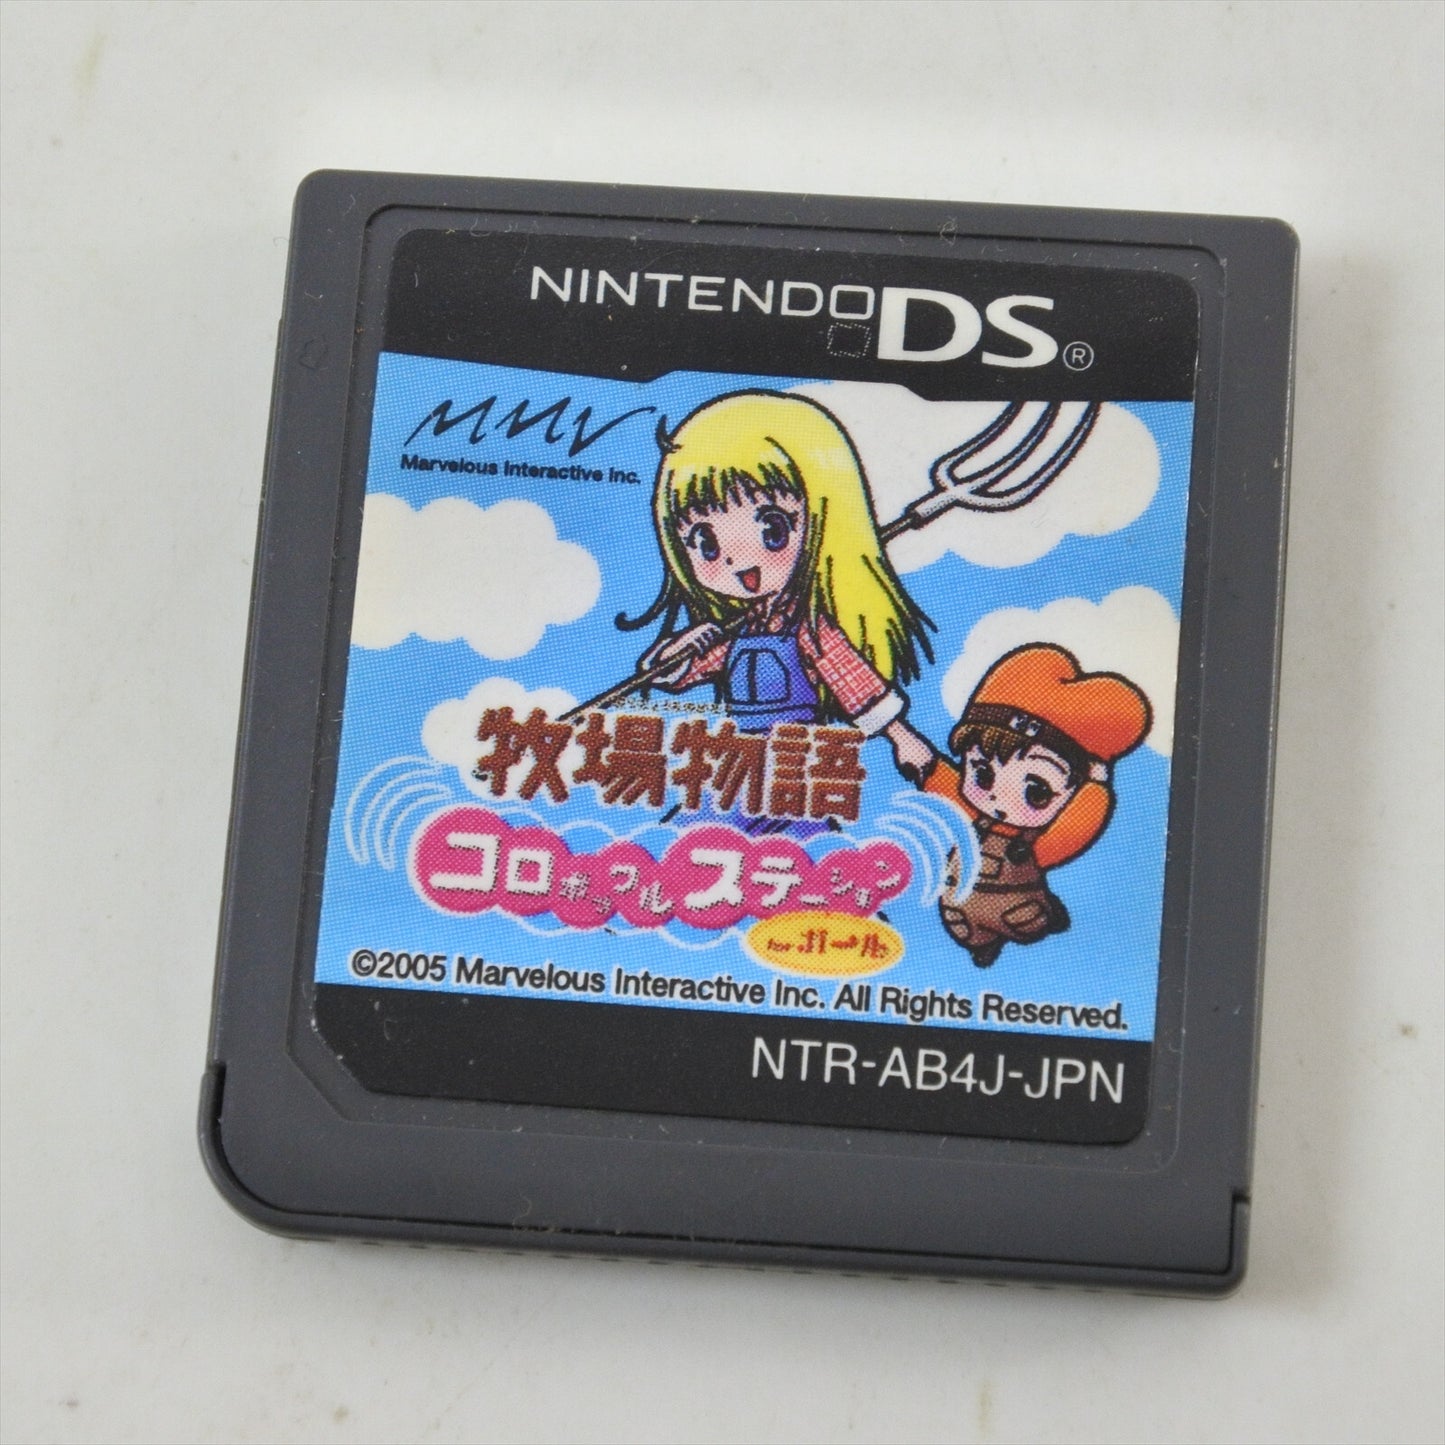 NINTENDO DS®
Marvelous Interactive Inc.
牧場物語
コロボックルステーション
for ガール
©2005 Marvelous Interactive Inc. All Rights Reserved.
NTR-AB4J-JPN